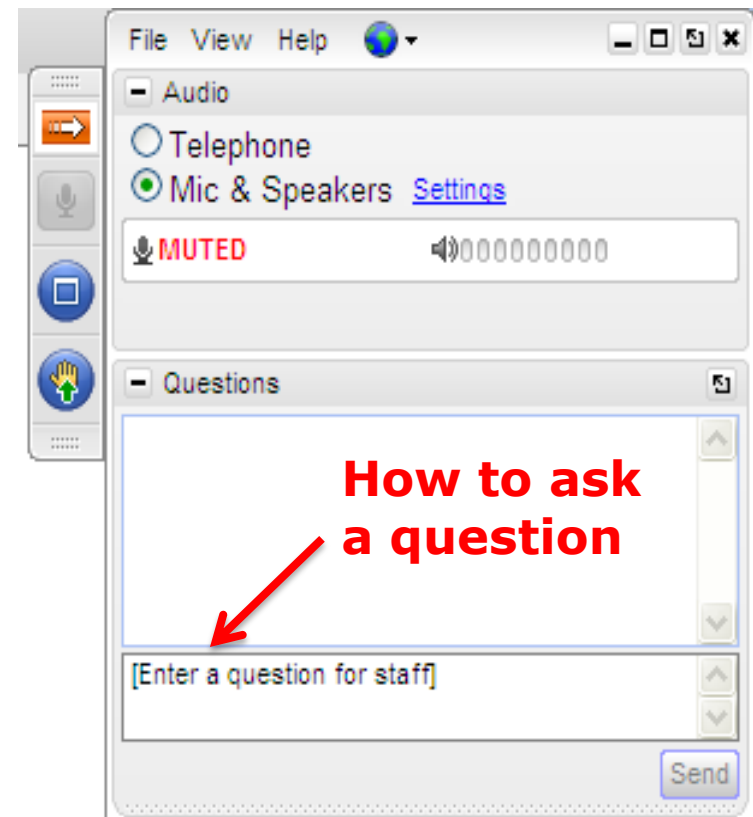 File View Help
Audio
Telephone
Mic & Speakers Settings
MUTED 000000000
Questions
How to ask
a question
[Enter a question for staff]
Send